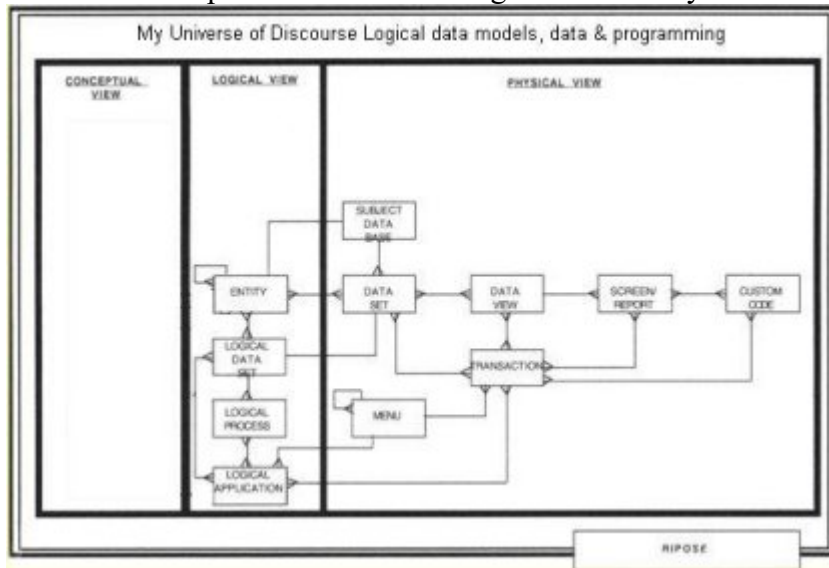 My Universe of Discourse Logical data models, data & programming
CONCEPTUAL
VIEW
LOGICAL VIEW
PHYSICAL VIEW
SUBJECT
DATA
BASE
ENTITY
DATA
SET
DATA
VIEW
SCREEN/
REPORT
CUSTOM
CODE
LOGICAL
DATA
SET
TRANSACTION
LOGICAL
PROCESS
MENU
LOGICAL
APPLICATION
RIPOSE